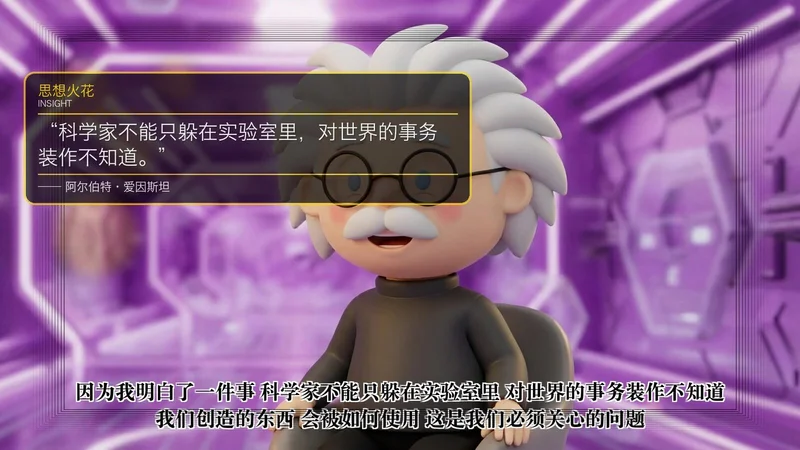 思想火花
INSIGHT
“科学家不能只躲在实验室里，对世界的事务
装作不知道。”
—— 阿尔伯特·爱因斯坦
因为我明白了一件事 科学家不能只躲在实验室里 对世界的事务装作不知道
我们创造的东西 会被如何使用 这是我们必须关心的问题